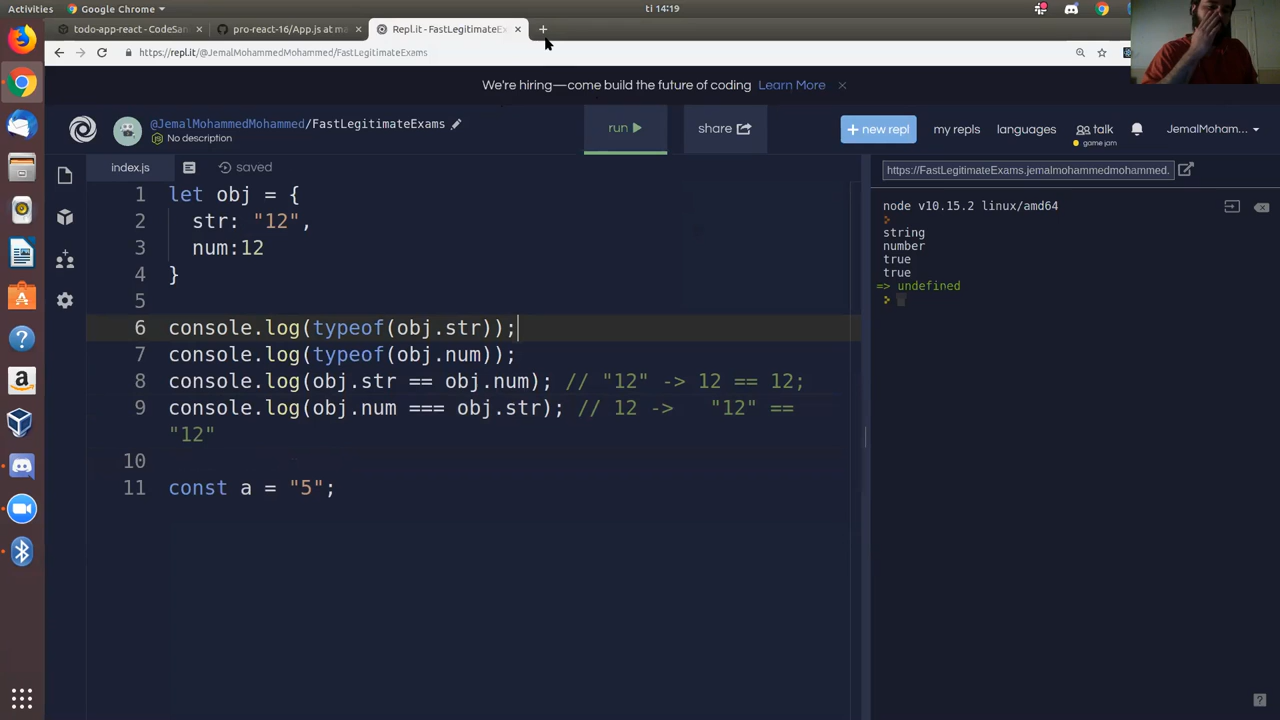 Activities
Google Chrome
ti 14:19
todo-app-react - CodeSan
pro-react-16/App.js at ma
Repl.it - FastLegitimateEx
https://repl.it/@JemalMohammedMohammed/FastLegitimateExams
We're hiring—come build the future of coding Learn More
@JemalMohammedMohammed/FastLegitimateExams
No description
run
share
+ new repl
my repls
languages
talk
game jam
JemalMoham...
index.js
saved
https://FastLegitimateExams.jemalmohammedmohammed.
1 let obj = {
2 str: "12",
3 num:12
4 }
5
6 console.log(typeof(obj.str));
7 console.log(typeof(obj.num));
8 console.log(obj.str == obj.num); // "12" -> 12 == 12;
9 console.log(obj.num === obj.str); // 12 -> "12" ==
"12"
10
11 const a = "5";
node v10.15.2 linux/amd64
string
number
true
true
=> undefined